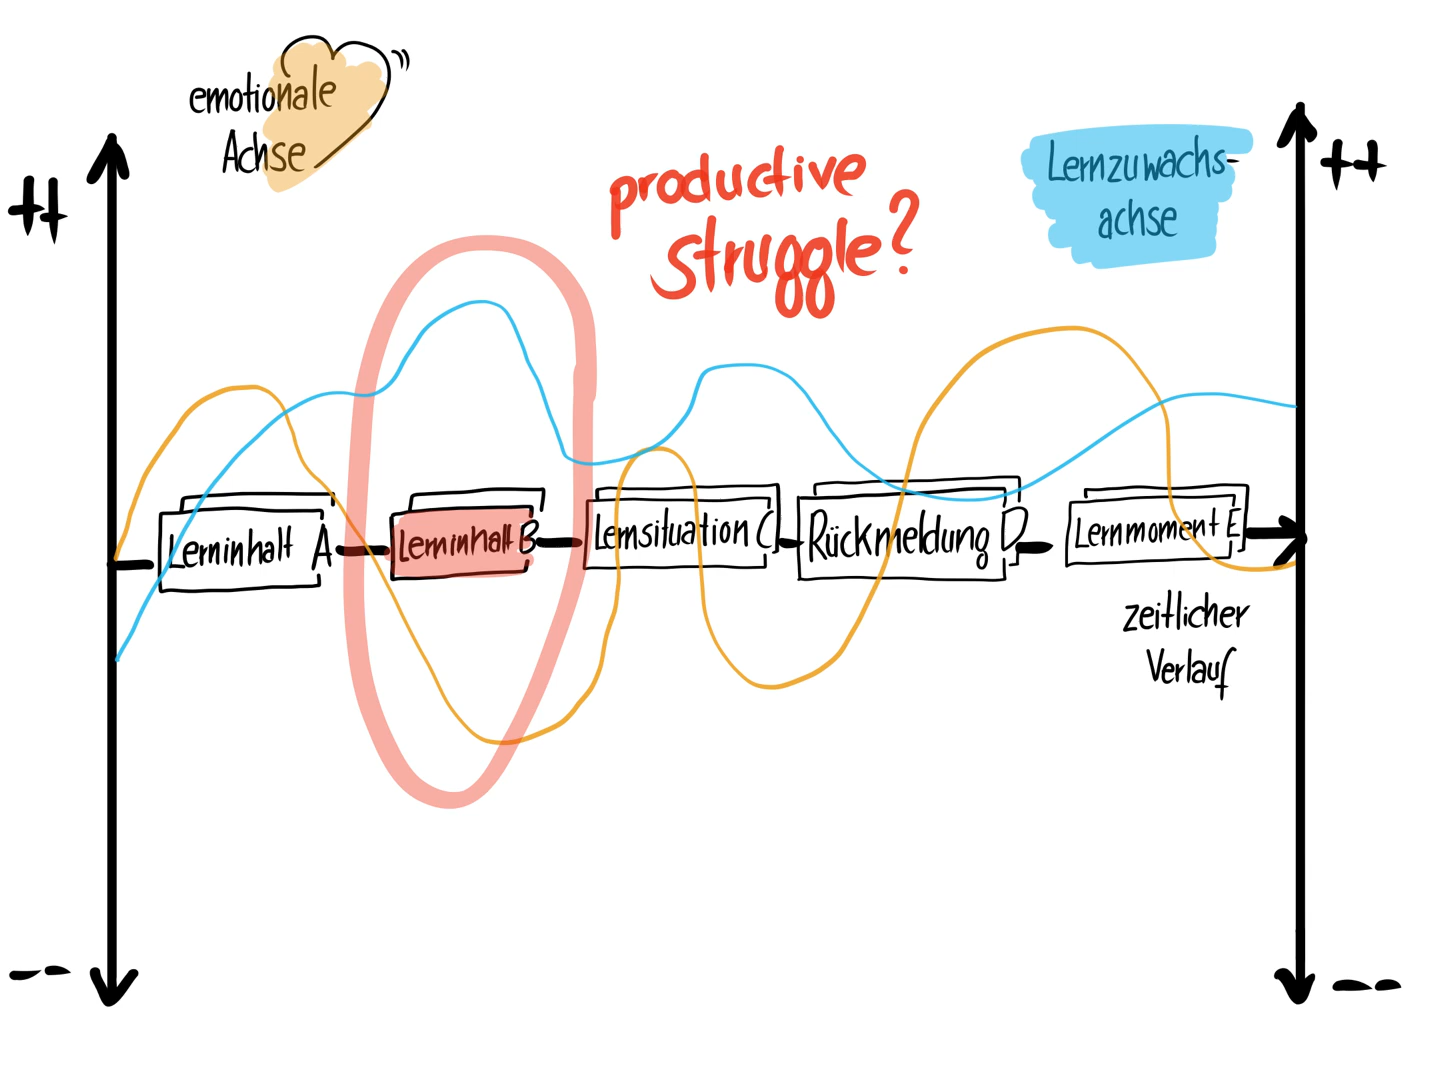 emotionale
Achse
++
productive
struggle?
Lernzuwachs-
achse
++
Lerninhalt A
Lerninhalt B
Lernsituation C
Rückmeldung D
Lernmoment E
zeitlicher
Verlauf
--
--